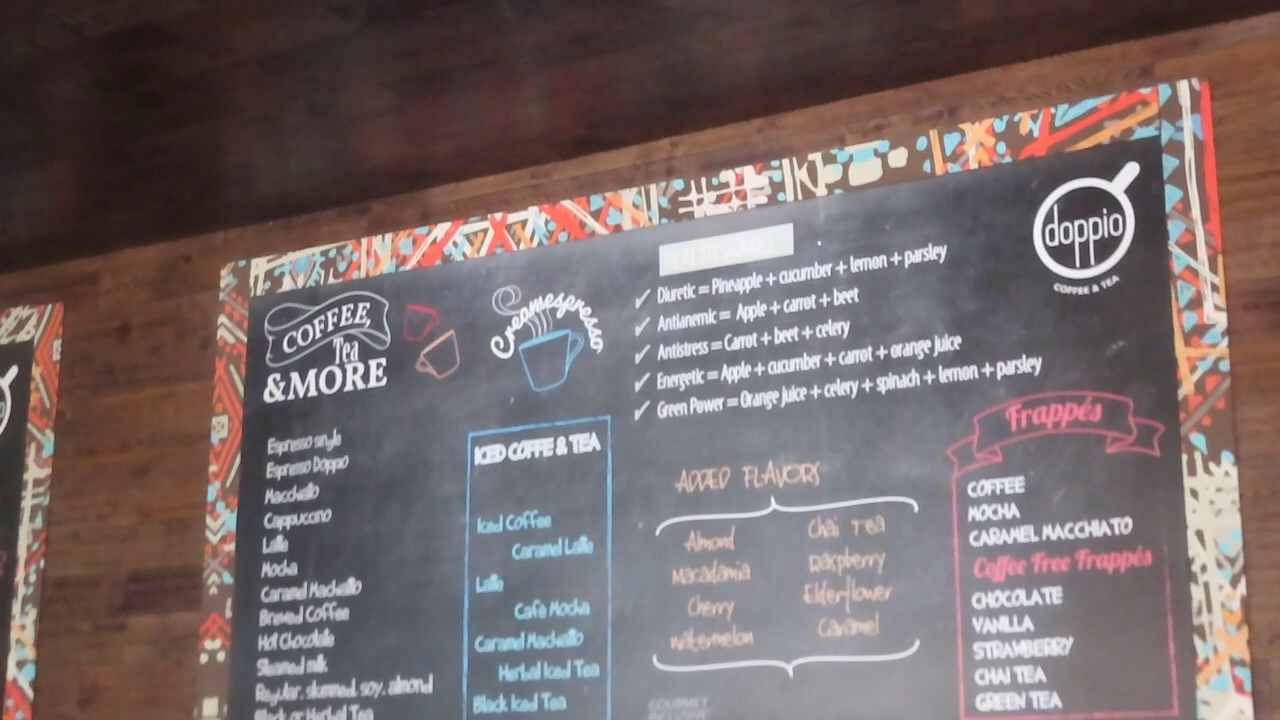 COFFEE,
Tea
&MORE
Creamespresso
Diuretic = Pineapple + cucumber + lemon + parsley
Antianemic = Apple + carrot + beet
Antistress = Carrot + beet + celery
Energetic = Apple + cucumber + carrot + orange juice
Green Power = Orange Juice + celery + spinach + lemon + parsley
doppio
COFFEE & TEA
Espresso single
Espresso Doppio
Macchiato
Cappuccino
Latte
Mocha
Caramel Machiatto
Brewed Coffee
Hot Chocolate
Steamed milk
Regular, skimmed, soy, almond
Black or Herbal Tea
ICED COFFE & TEA
Iced Coffee
Caramel Latte
Latte
Cafe Mocha
Caramel Machiatto
Herbal Iced Tea
Black Iced Tea
ADDED FLAVORS
Almond
Macadamia
Cherry
Watermelon
Chai Tea
Raspberry
Elderflower
Caramel
GOURMET
Frappés
COFFEE
MOCHA
CARAMEL MACCHIATO
Coffee Free Frappés
CHOCOLATE
VANILLA
STRAWBERRY
CHAI TEA
GREEN TEA